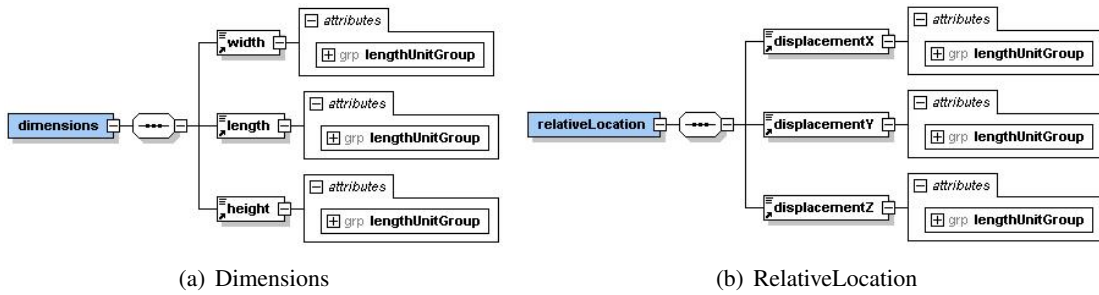 attributes
width
grp lengthUnitGroup
attributes
dimensions
length
grp lengthUnitGroup
attributes
height
grp lengthUnitGroup
(a) Dimensions
attributes
displacementX
grp lengthUnitGroup
attributes
relativeLocation
displacementY
grp lengthUnitGroup
attributes
displacementZ
grp lengthUnitGroup
(b) RelativeLocation